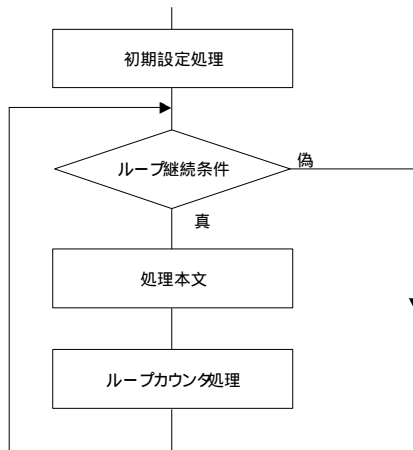 初期設定処理
ループ継続条件
偽
真
処理本文
ループカウンタ処理